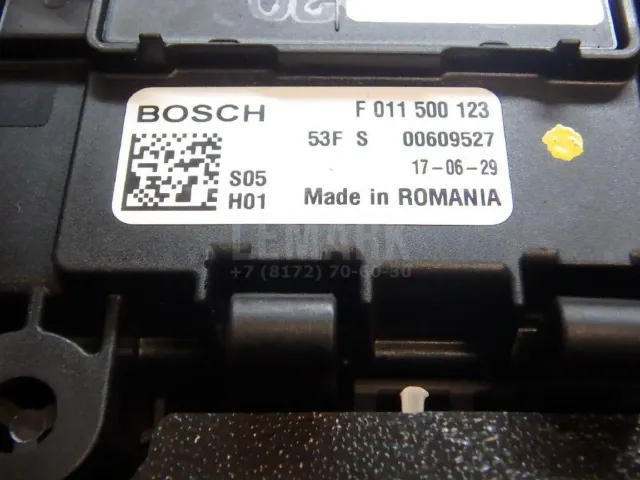 20
BOSCH F 011 500 123
53F S 00609527
17-06-29
S05
H01 Made in ROMANIA
LEMARK
+7 (8172) 70-60-30